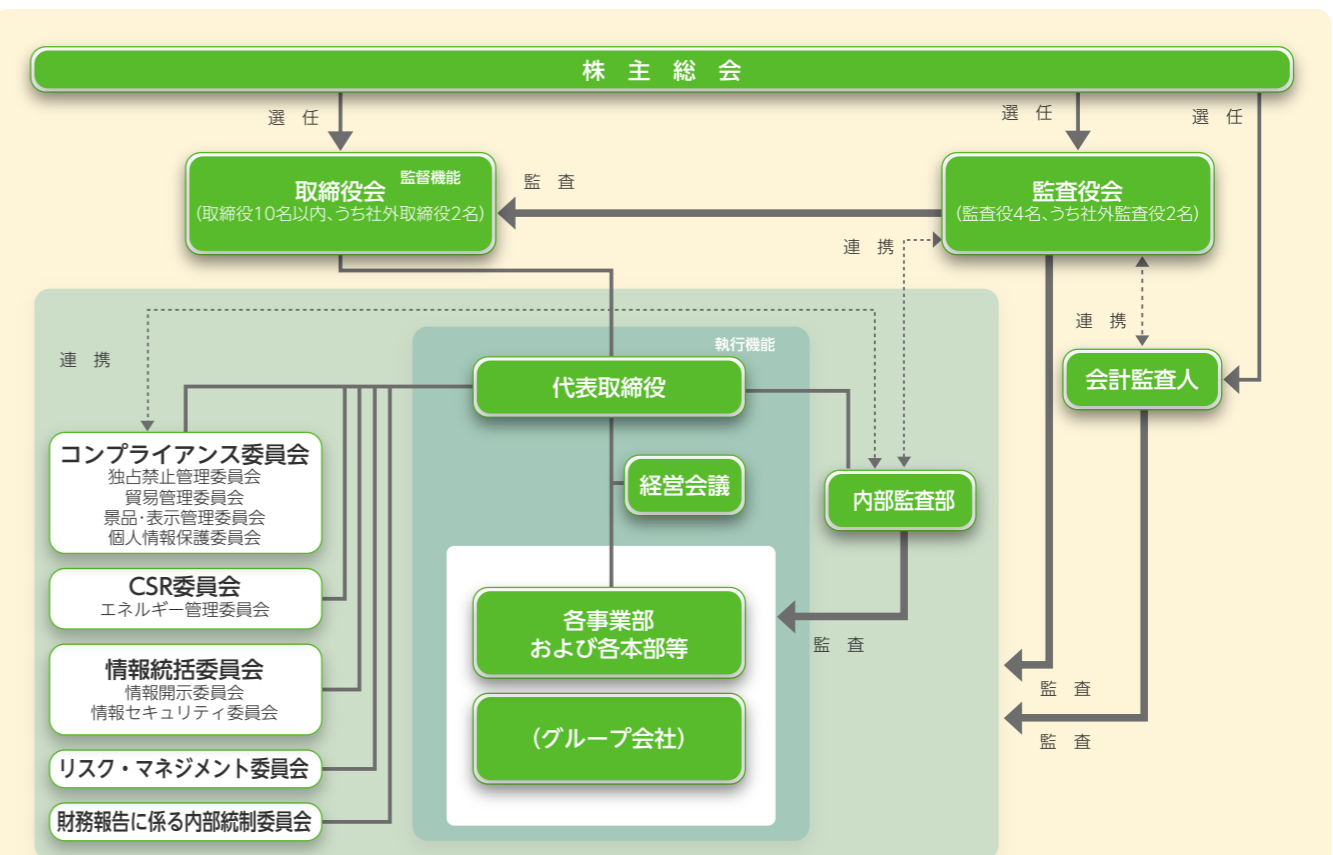 株 主 総 会
選 任
選 任
選 任
取締役会 監督機能
(取締役10名以内、うち社外取締役2名)
監 査
監査役会
(監査役4名、うち社外監査役2名)
連 携
連 携
連 携
執行機能
代表取締役
会計監査人
コンプライアンス委員会
独占禁止管理委員会
貿易管理委員会
景品・表示管理委員会
個人情報保護委員会
経営会議
内部監査部
CSR委員会
エネルギー管理委員会
各事業部
および各本部等
監 査
情報統括委員会
情報開示委員会
情報セキュリティ委員会
監 査
(グループ会社)
監 査
リスク・マネジメント委員会
財務報告に係る内部統制委員会